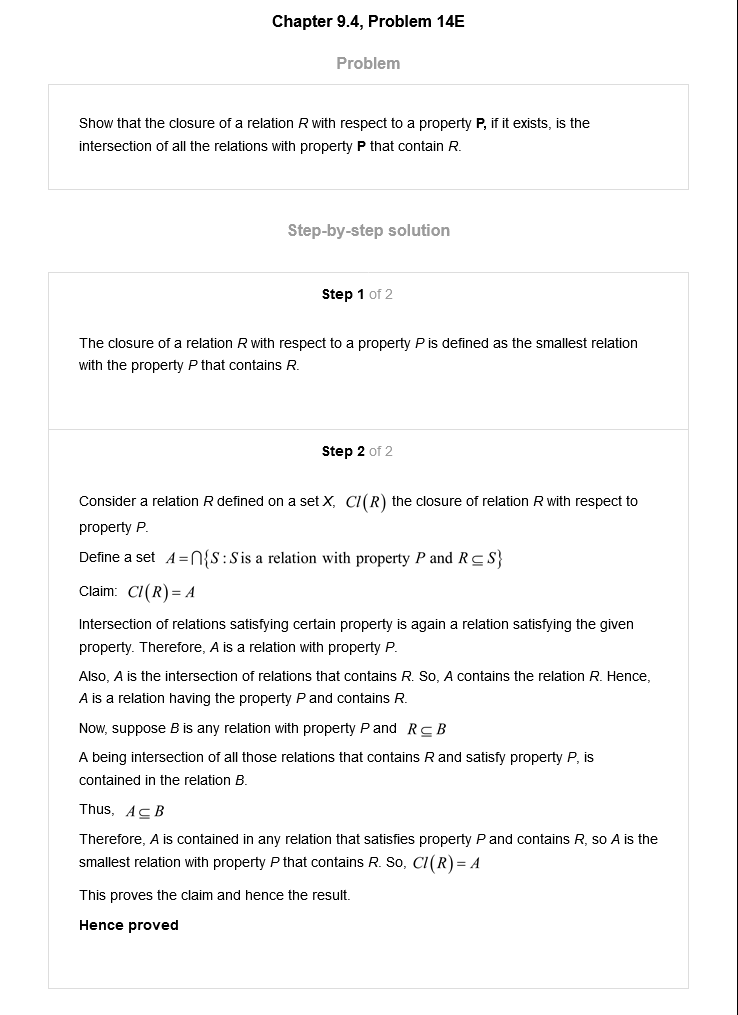 Chapter 9.4, Problem 14E
Problem
Show that the closure of a relation R with respect to a property P, if it exists, is the
intersection of all the relations with property P that contain R.
Step-by-step solution
Step 1 of 2
The closure of a relation R with respect to a property P is defined as the smallest relation
with the property P that contains R.
Step 2 of 2
Consider a relation R defined on a set X, Cl(R) the closure of relation R with respect to
property P.
Define a set A=⋂{S:S is a relation with property P and R⊆S}
Claim: Cl(R)=A
Intersection of relations satisfying certain property is again a relation satisfying the given
property. Therefore, A is a relation with property P.
Also, A is the intersection of relations that contains R. So, A contains the relation R. Hence,
A is a relation having the property P and contains R.
Now, suppose B is any relation with property P and R⊆B
A being intersection of all those relations that contains R and satisfy property P, is
contained in the relation B.
Thus, A⊆B
Therefore, A is contained in any relation that satisfies property P and contains R, so A is the
smallest relation with property P that contains R. So, Cl(R)=A
This proves the claim and hence the result.
Hence proved